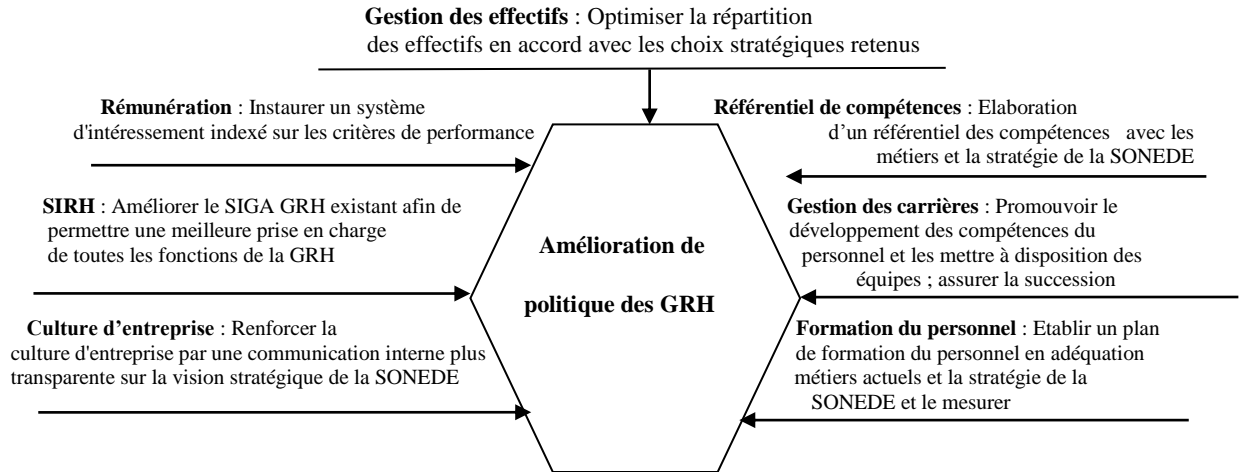 Gestion des effectifs : Optimiser la répartition
des effectifs en accord avec les choix stratégiques retenus
Rémunération : Instaurer un système
d'intéressement indexé sur les critères de performance
Référentiel de compétences : Elaboration
d’un référentiel des compétences avec les
métiers et la stratégie de la SONEDE
SIRH : Améliorer le SIGA GRH existant afin de
permettre une meilleure prise en charge
de toutes les fonctions de la GRH
Gestion des carrières : Promouvoir le
développement des compétences du
personnel et les mettre à disposition des
équipes ; assurer la succession
Amélioration de
politique des GRH
Culture d’entreprise : Renforcer la
culture d'entreprise par une communication interne plus
transparente sur la vision stratégique de la SONEDE
Formation du personnel : Etablir un plan
de formation du personnel en adéquation
métiers actuels et la stratégie de la
SONEDE et le mesurer